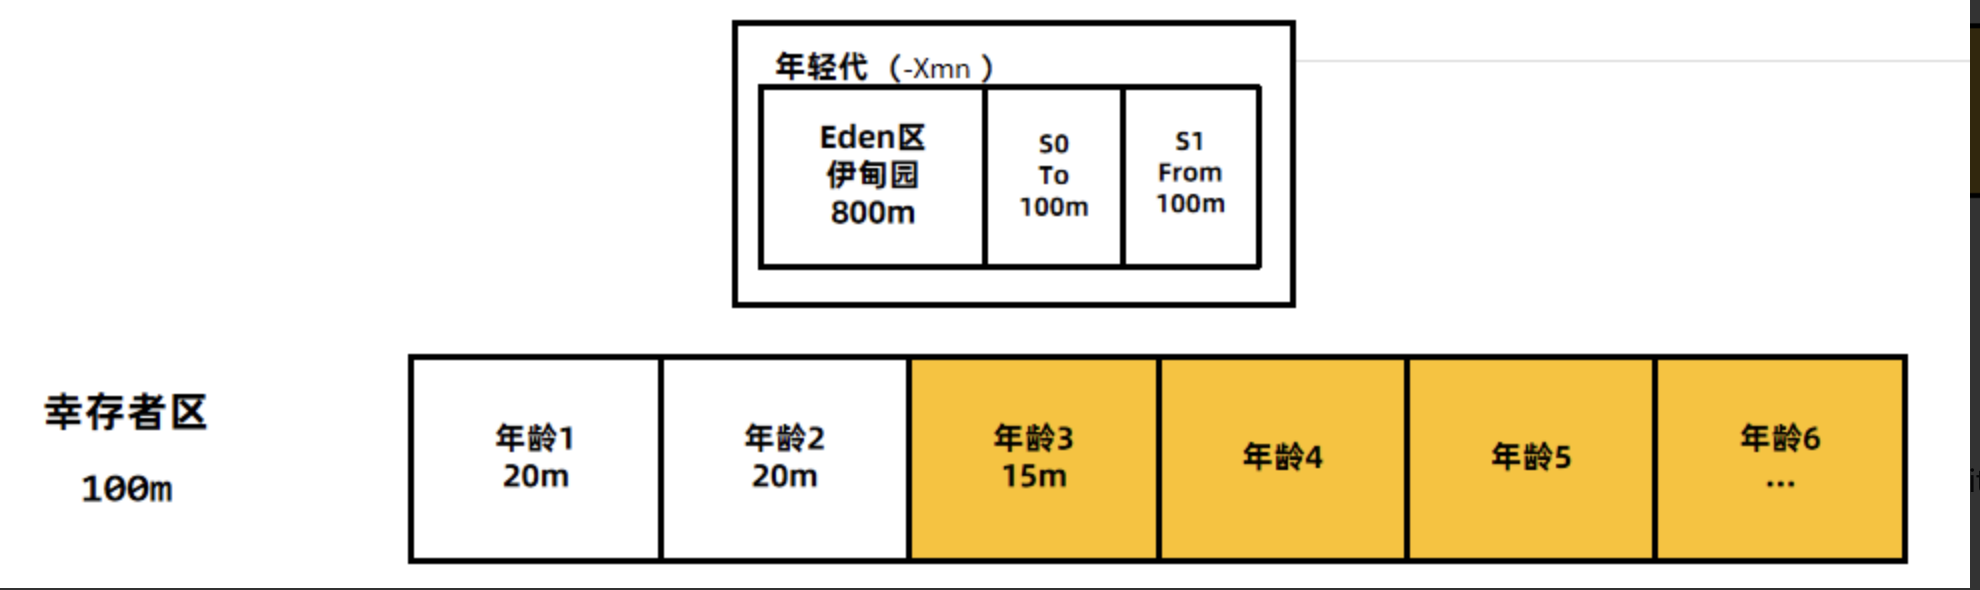 年轻代（-Xmn ）
Eden区
伊甸园
800m
S0
To
100m
S1
From
100m
幸存者区
100m
年龄1
20m
年龄2
20m
年龄3
15m
年龄4
年龄5
年龄6
...